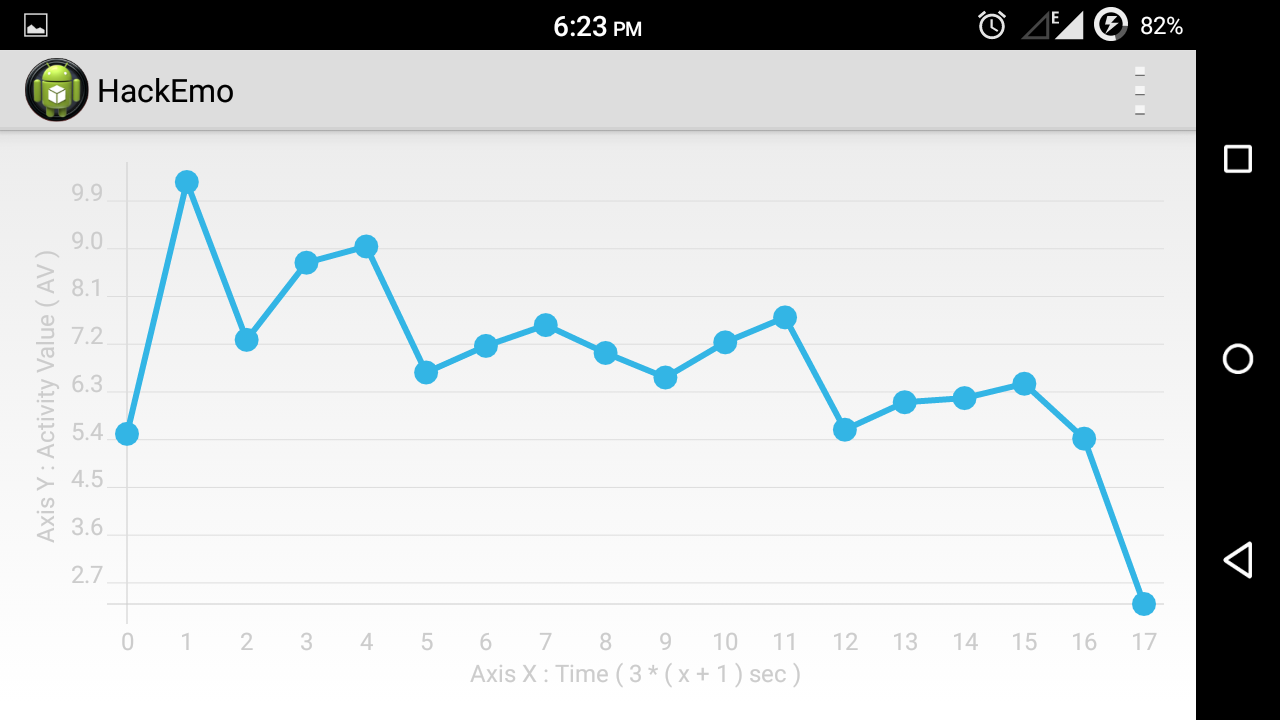 6:23 PM
E
82%
HackEmo
9.9
9.0
8.1
7.2
6.3
5.4
4.5
3.6
2.7
Axis Y : Activity Value ( AV )
0 1 2 3 4 5 6 7 8 9 10 11 12 13 14 15 16 17
Axis X : Time ( 3 * ( x + 1 ) sec )